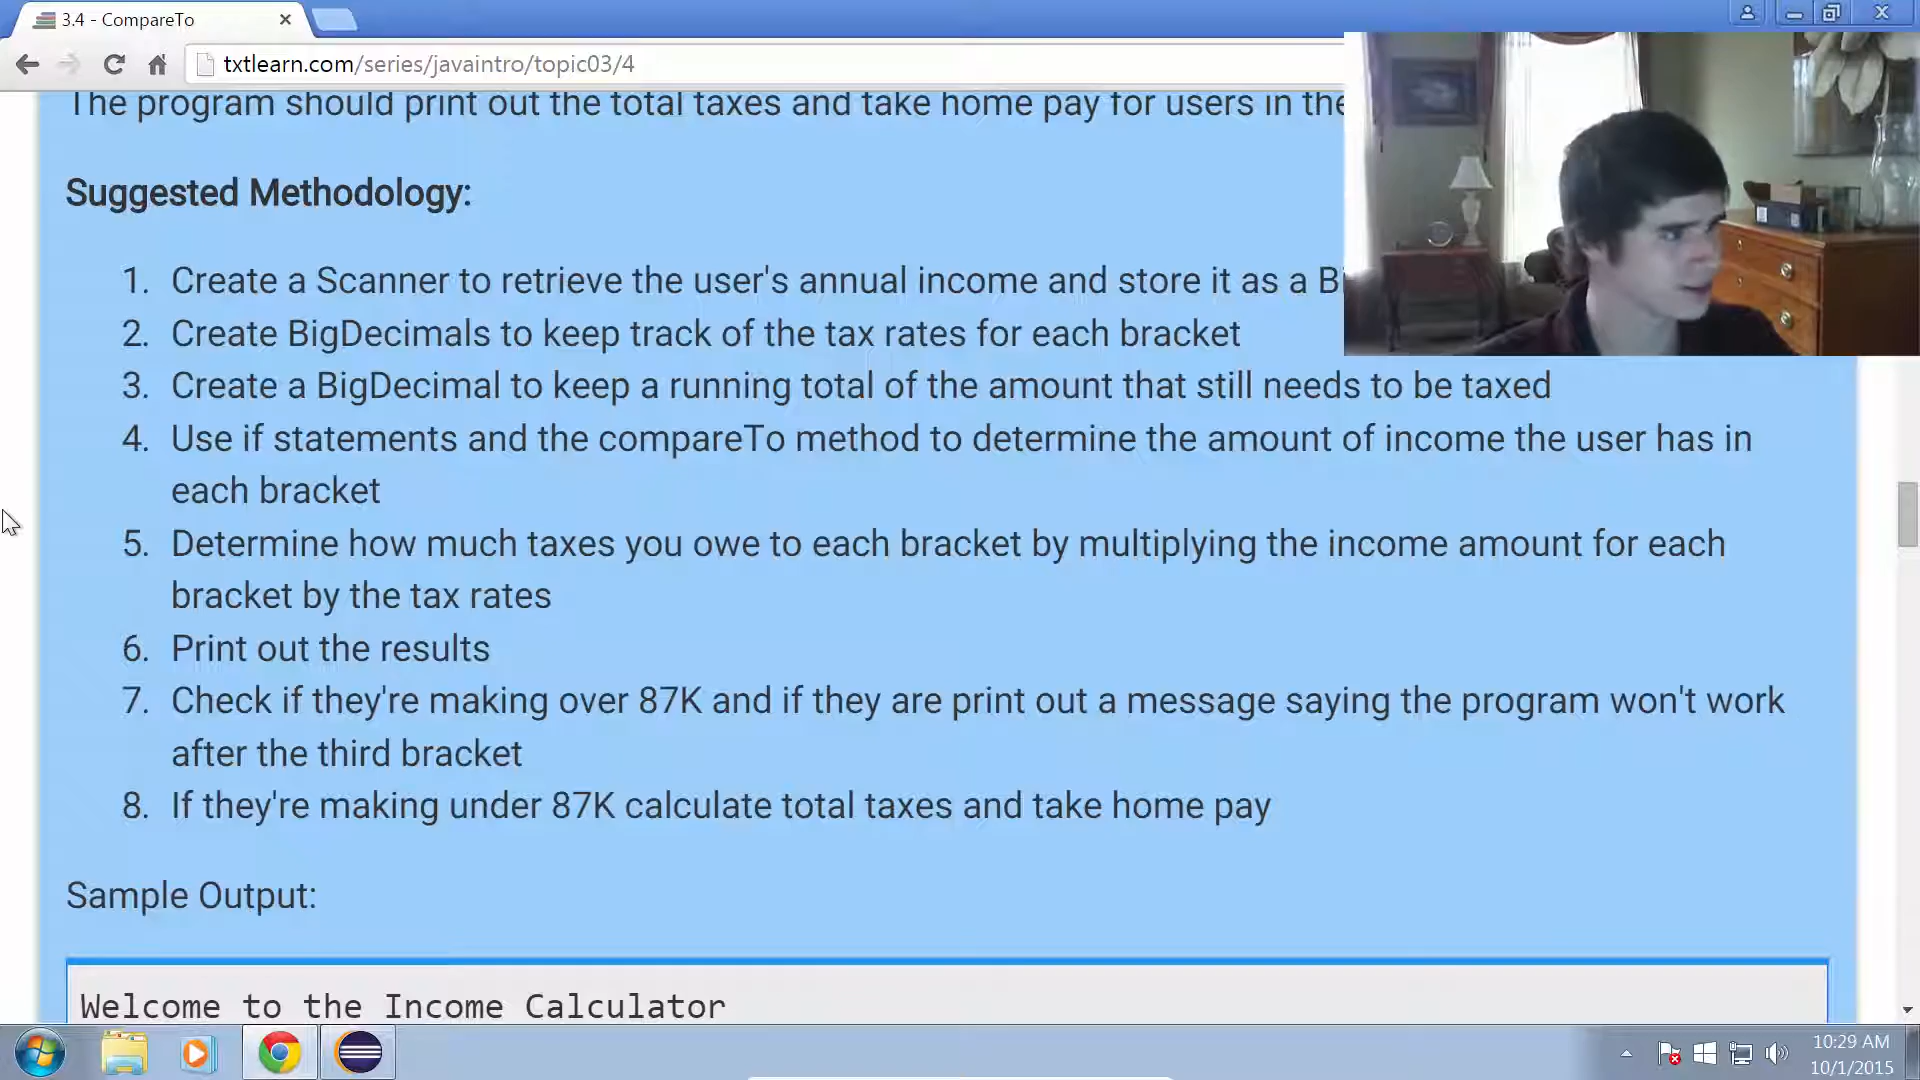 3.4 - CompareTo
txtlearn.com/series/javaintro/topic03/4
The program should print out the total taxes and take home pay for users in the
Suggested Methodology:
1. Create a Scanner to retrieve the user's annual income and store it as a Bi
2. Create BigDecimals to keep track of the tax rates for each bracket
3. Create a BigDecimal to keep a running total of the amount that still needs to be taxed
4. Use if statements and the compareTo method to determine the amount of income the user has in
each bracket
5. Determine how much taxes you owe to each bracket by multiplying the income amount for each
bracket by the tax rates
6. Print out the results
7. Check if they're making over 87K and if they are print out a message saying the program won't work
after the third bracket
8. If they're making under 87K calculate total taxes and take home pay
Sample Output:
Welcome to the Income Calculator
10:29 AM
10/1/2015